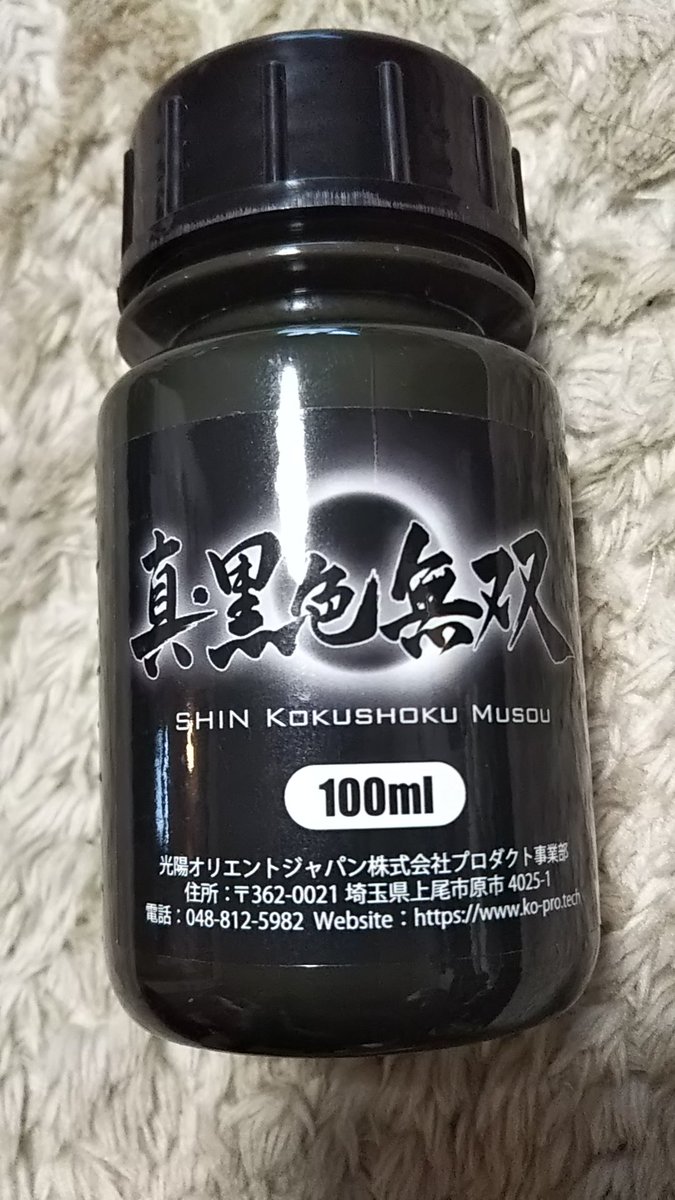 真・黒色無双
SHIN KOKUSHOKU MUSOU
100ml
光陽オリエントジャパン株式会社プロダクト事業部
住所：〒362-0021 埼玉県上尾市原市 4025-1
電話：048-812-5982 Website：https://www.ko-pro.tech